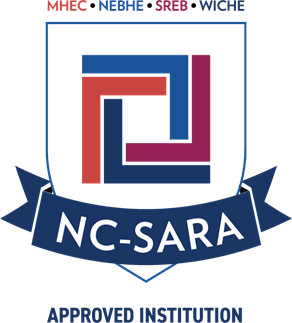 MHEC • NEBHE • SREB • WICHE
NC-SARA
APPROVED INSTITUTION